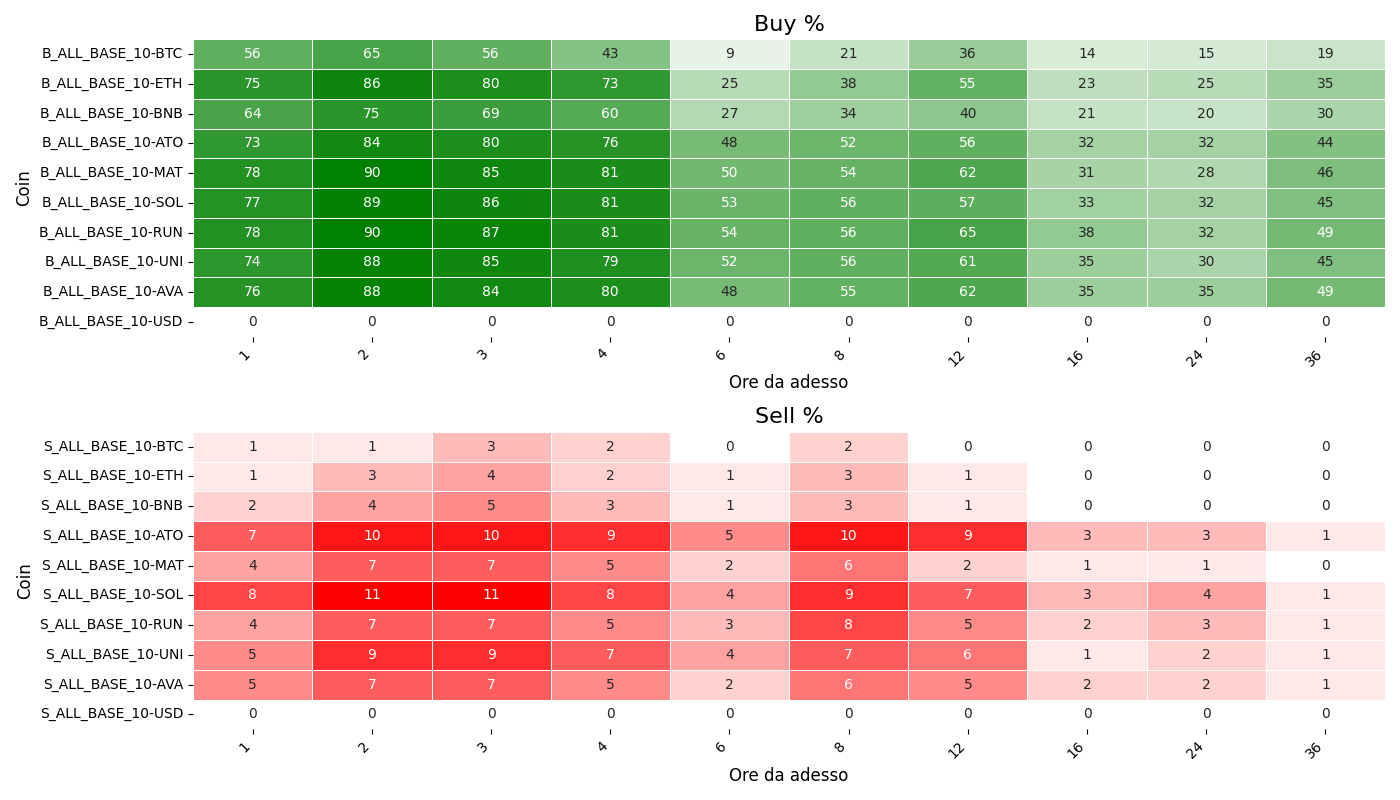 Buy %
B_ALL_BASE_10-BTC 56 65 56 43 9 21 36 14 15 19
B_ALL_BASE_10-ETH 75 86 80 73 25 38 55 23 25 35
B_ALL_BASE_10-BNB 64 75 69 60 27 34 40 21 20 30
B_ALL_BASE_10-ATO 73 84 80 76 48 52 56 32 32 44
B_ALL_BASE_10-MAT 78 90 85 81 50 54 62 31 28 46
B_ALL_BASE_10-SOL 77 89 86 81 53 56 57 33 32 45
B_ALL_BASE_10-RUN 78 90 87 81 54 56 65 38 32 49
B_ALL_BASE_10-UNI 74 88 85 79 52 56 61 35 30 45
B_ALL_BASE_10-AVA 76 88 84 80 48 55 62 35 35 49
B_ALL_BASE_10-USD 0 0 0 0 0 0 0 0 0 0
Coin
1 2 3 4 6 8 12 16 24 36
Ore da adesso
Sell %
S_ALL_BASE_10-BTC 1 1 3 2 0 2 0 0 0 0
S_ALL_BASE_10-ETH 1 3 4 2 1 3 1 0 0 0
S_ALL_BASE_10-BNB 2 4 5 3 1 3 1 0 0 0
S_ALL_BASE_10-ATO 7 10 10 9 5 10 9 3 3 1
S_ALL_BASE_10-MAT 4 7 7 5 2 6 2 1 1 0
S_ALL_BASE_10-SOL 8 11 11 8 4 9 7 3 4 1
S_ALL_BASE_10-RUN 4 7 7 5 3 8 5 2 3 1
S_ALL_BASE_10-UNI 5 9 9 7 4 7 6 1 2 1
S_ALL_BASE_10-AVA 5 7 7 5 2 6 5 2 2 1
S_ALL_BASE_10-USD 0 0 0 0 0 0 0 0 0 0
Coin
1 2 3 4 6 8 12 16 24 36
Ore da adesso